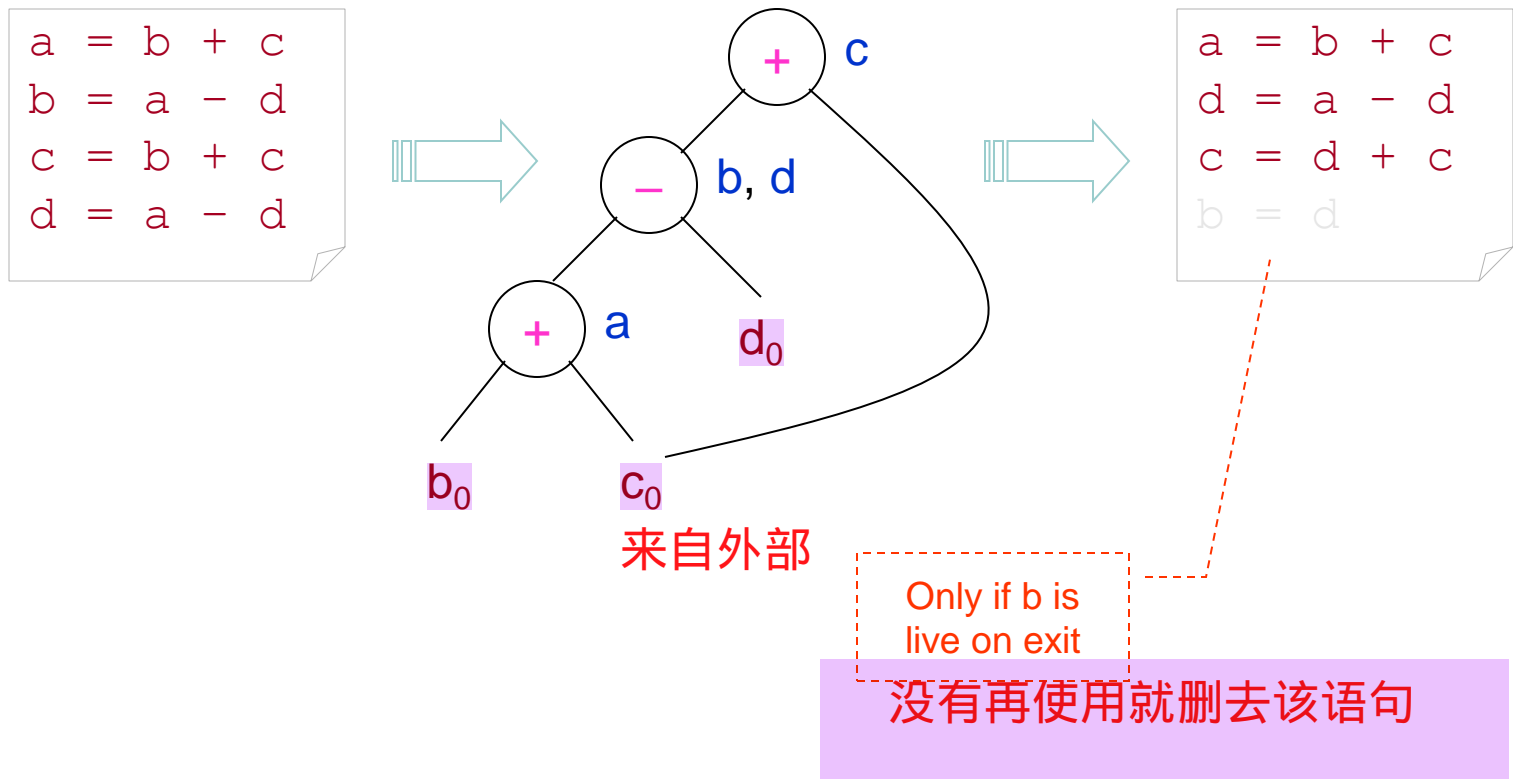 a = b + c
b = a - d
c = b + c
d = a - d
+ c
− b, d
+ a
d₀
b₀ c₀
来自外部
a = b + c
d = a - d
c = d + c
b = d
Only if b is
live on exit
没有再使用就删去该语句